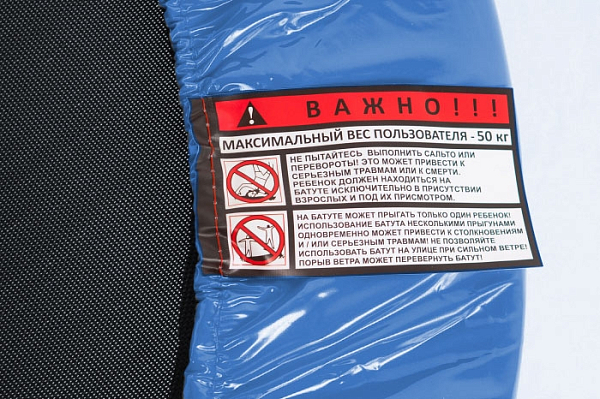 ВАЖНО!!!
МАКСИМАЛЬНЫЙ ВЕС ПОЛЬЗОВАТЕЛЯ - 50 КГ
НЕ ПЫТАЙТЕСЬ ВЫПОЛНИТЬ САЛЬТО ИЛИ
ПЕРЕВОРОТЫ! ЭТО МОЖЕТ ПРИВЕСТИ К
СЕРЬЕЗНЫМ ТРАВМАМ ИЛИ К СМЕРТИ.
РЕБЕНОК ДОЛЖЕН НАХОДИТЬСЯ НА
БАТУТЕ ИСКЛЮЧИТЕЛЬНО В ПРИСУТСТВИИ
ВЗРОСЛЫХ И ПОД ИХ ПРИСМОТРОМ.
НА БАТУТЕ МОЖЕТ ПРЫГАТЬ ТОЛЬКО ОДИН РЕБЕНОК!
ИСПОЛЬЗОВАНИЕ БАТУТА НЕСКОЛЬКИМИ ПРЫГУНАМИ
ОДНОВРЕМЕННО МОЖЕТ ПРИВЕСТИ К СТОЛКНОВЕНИЯМ
И / ИЛИ СЕРЬЕЗНЫМ ТРАВМАМ! НЕ ПОЗВОЛЯЙТЕ
ИСПОЛЬЗОВАТЬ БАТУТ НА УЛИЦЕ ПРИ СИЛЬНОМ ВЕТРЕ!
ПОРЫВ ВЕТРА МОЖЕТ ПЕРЕВЕРНУТЬ БАТУТ!